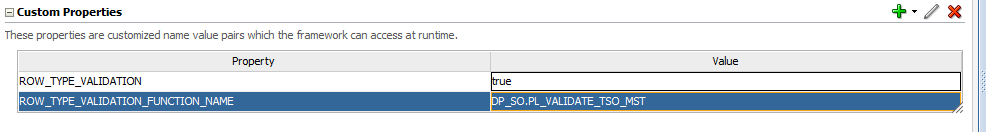 Custom Properties
These properties are customized name value pairs which the framework can access at runtime.
Property Value
ROW_TYPE_VALIDATION true
ROW_TYPE_VALIDATION_FUNCTION_NAME DP_SO.PL_VALIDATE_TSO_MST